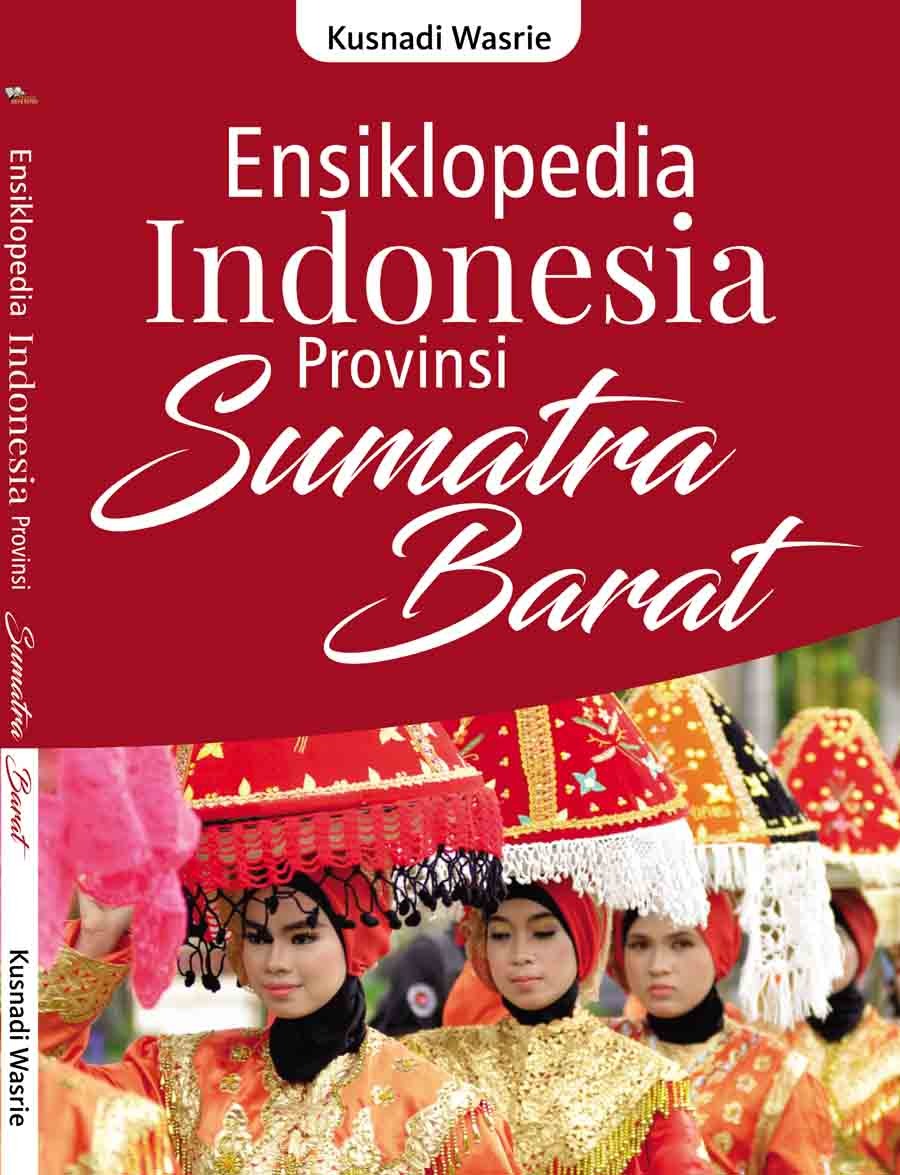 Kusnadi Wasrie
Ensiklopedia
Indonesia
Provinsi
Sumatra
Barat
Ensiklopedia Indonesia Provinsi Sumatra Barat
Kusnadi Wasrie